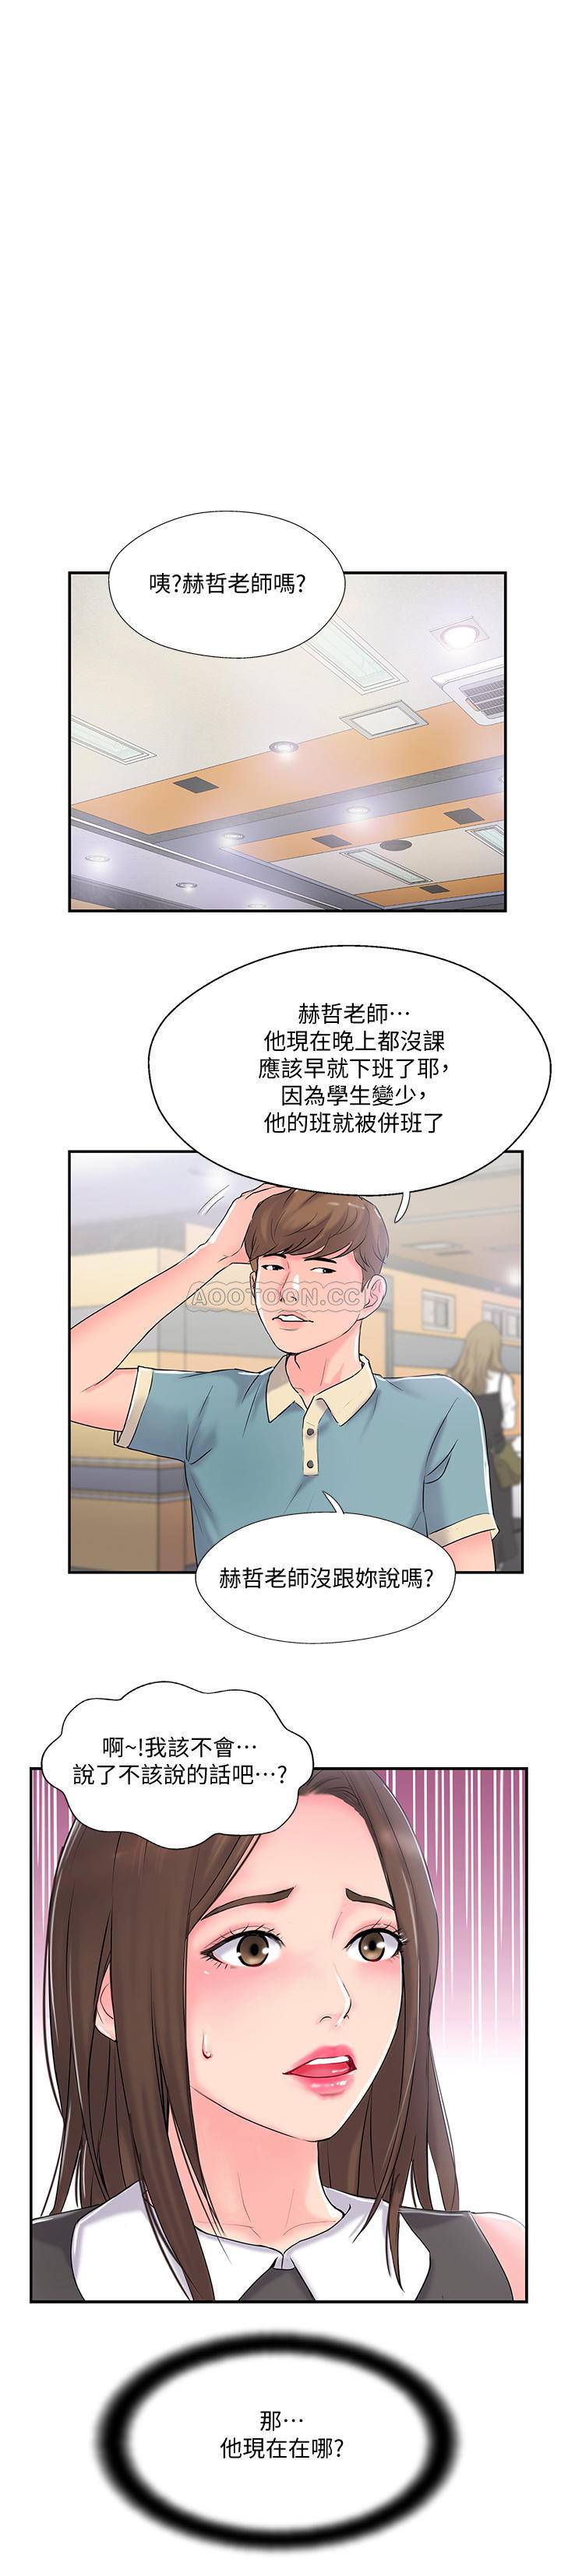 咦?赫哲老師嗎?
赫哲老師…
他現在晚上都沒課
應該早就下班了耶，
因為學生變少，
他的班就被併班了
AOOTOON.CC
赫哲老師沒跟妳說嗎?
啊~!我該不會…
說了不該說的話吧…?
那…
他現在在哪?